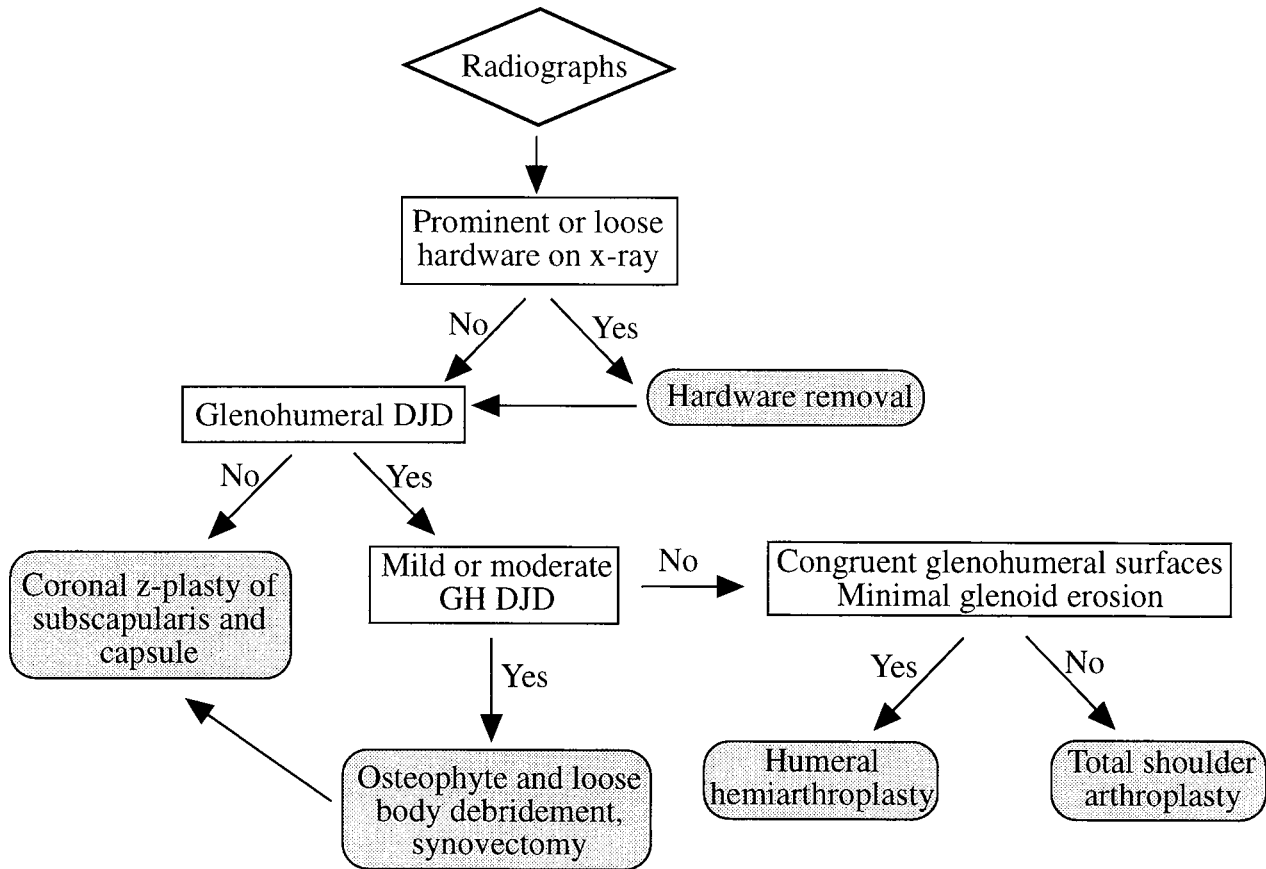 Radiographs
Prominent or loose
hardware on x-ray
No
Yes
Glenohumeral DJD
Hardware removal
No
Yes
Coronal z-plasty of
subscapularis and
capsule
Mild or moderate
GH DJD
No
Congruent glenohumeral surfaces
Minimal glenoid erosion
Yes
Yes
No
Osteophyte and loose
body debridement,
synovectomy
Humeral
hemiarthroplasty
Total shoulder
arthroplasty